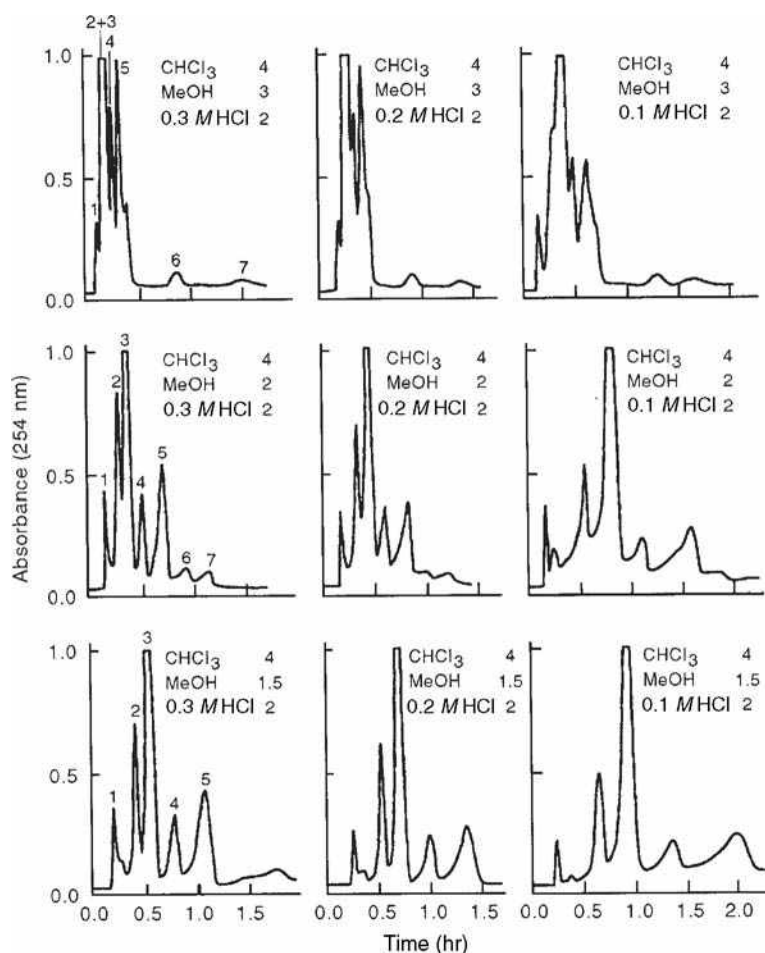 2+3
4
5
1
6
7
1.0
0.5
0.0
CHCl3 4
MeOH 3
0.3 M HCl 2
CHCl3 4
MeOH 3
0.2 M HCl 2
CHCl3 4
MeOH 3
0.1 M HCl 2
3
2
1
4
5
6
7
1.0
0.5
0.0
CHCl3 4
MeOH 2
0.3 M HCl 2
CHCl3 4
MeOH 2
0.2 M HCl 2
CHCl3 4
MeOH 2
0.1 M HCl 2
Absorbance (254 nm)
3
2
1
4
5
1.0
0.5
0.0
CHCl3 4
MeOH 1.5
0.3 M HCl 2
CHCl3 4
MeOH 1.5
0.2 M HCl 2
CHCl3 4
MeOH 1.5
0.1 M HCl 2
0.0 0.5 1.0 1.5
0.0 0.5 1.0 1.5
0.0 0.5 1.0 1.5 2.0
Time (hr)